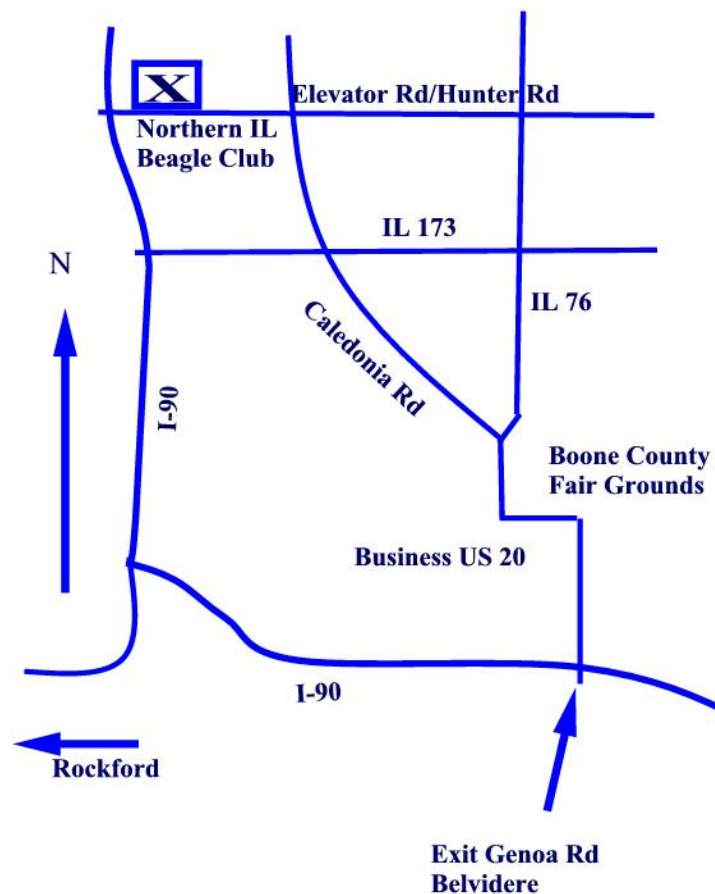 X
Elevator Rd/Hunter Rd
Northern IL
Beagle Club
IL 173
N
IL 76
Caledonia Rd
I-90
Boone County
Fair Grounds
Business US 20
I-90
Rockford
Exit Genoa Rd
Belvidere